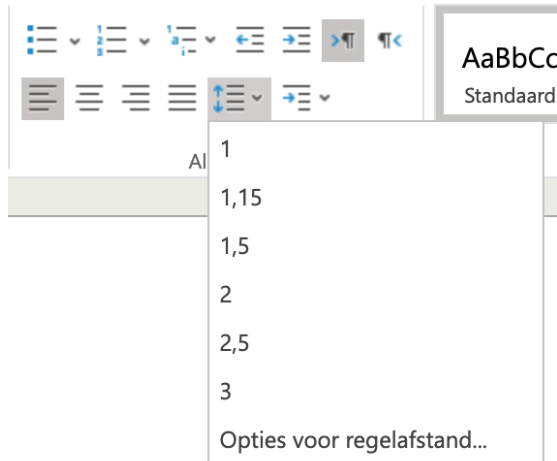 AaBbCc
Standaard
Al
1
1,15
1,5
2
2,5
3
Opties voor regelafstand...